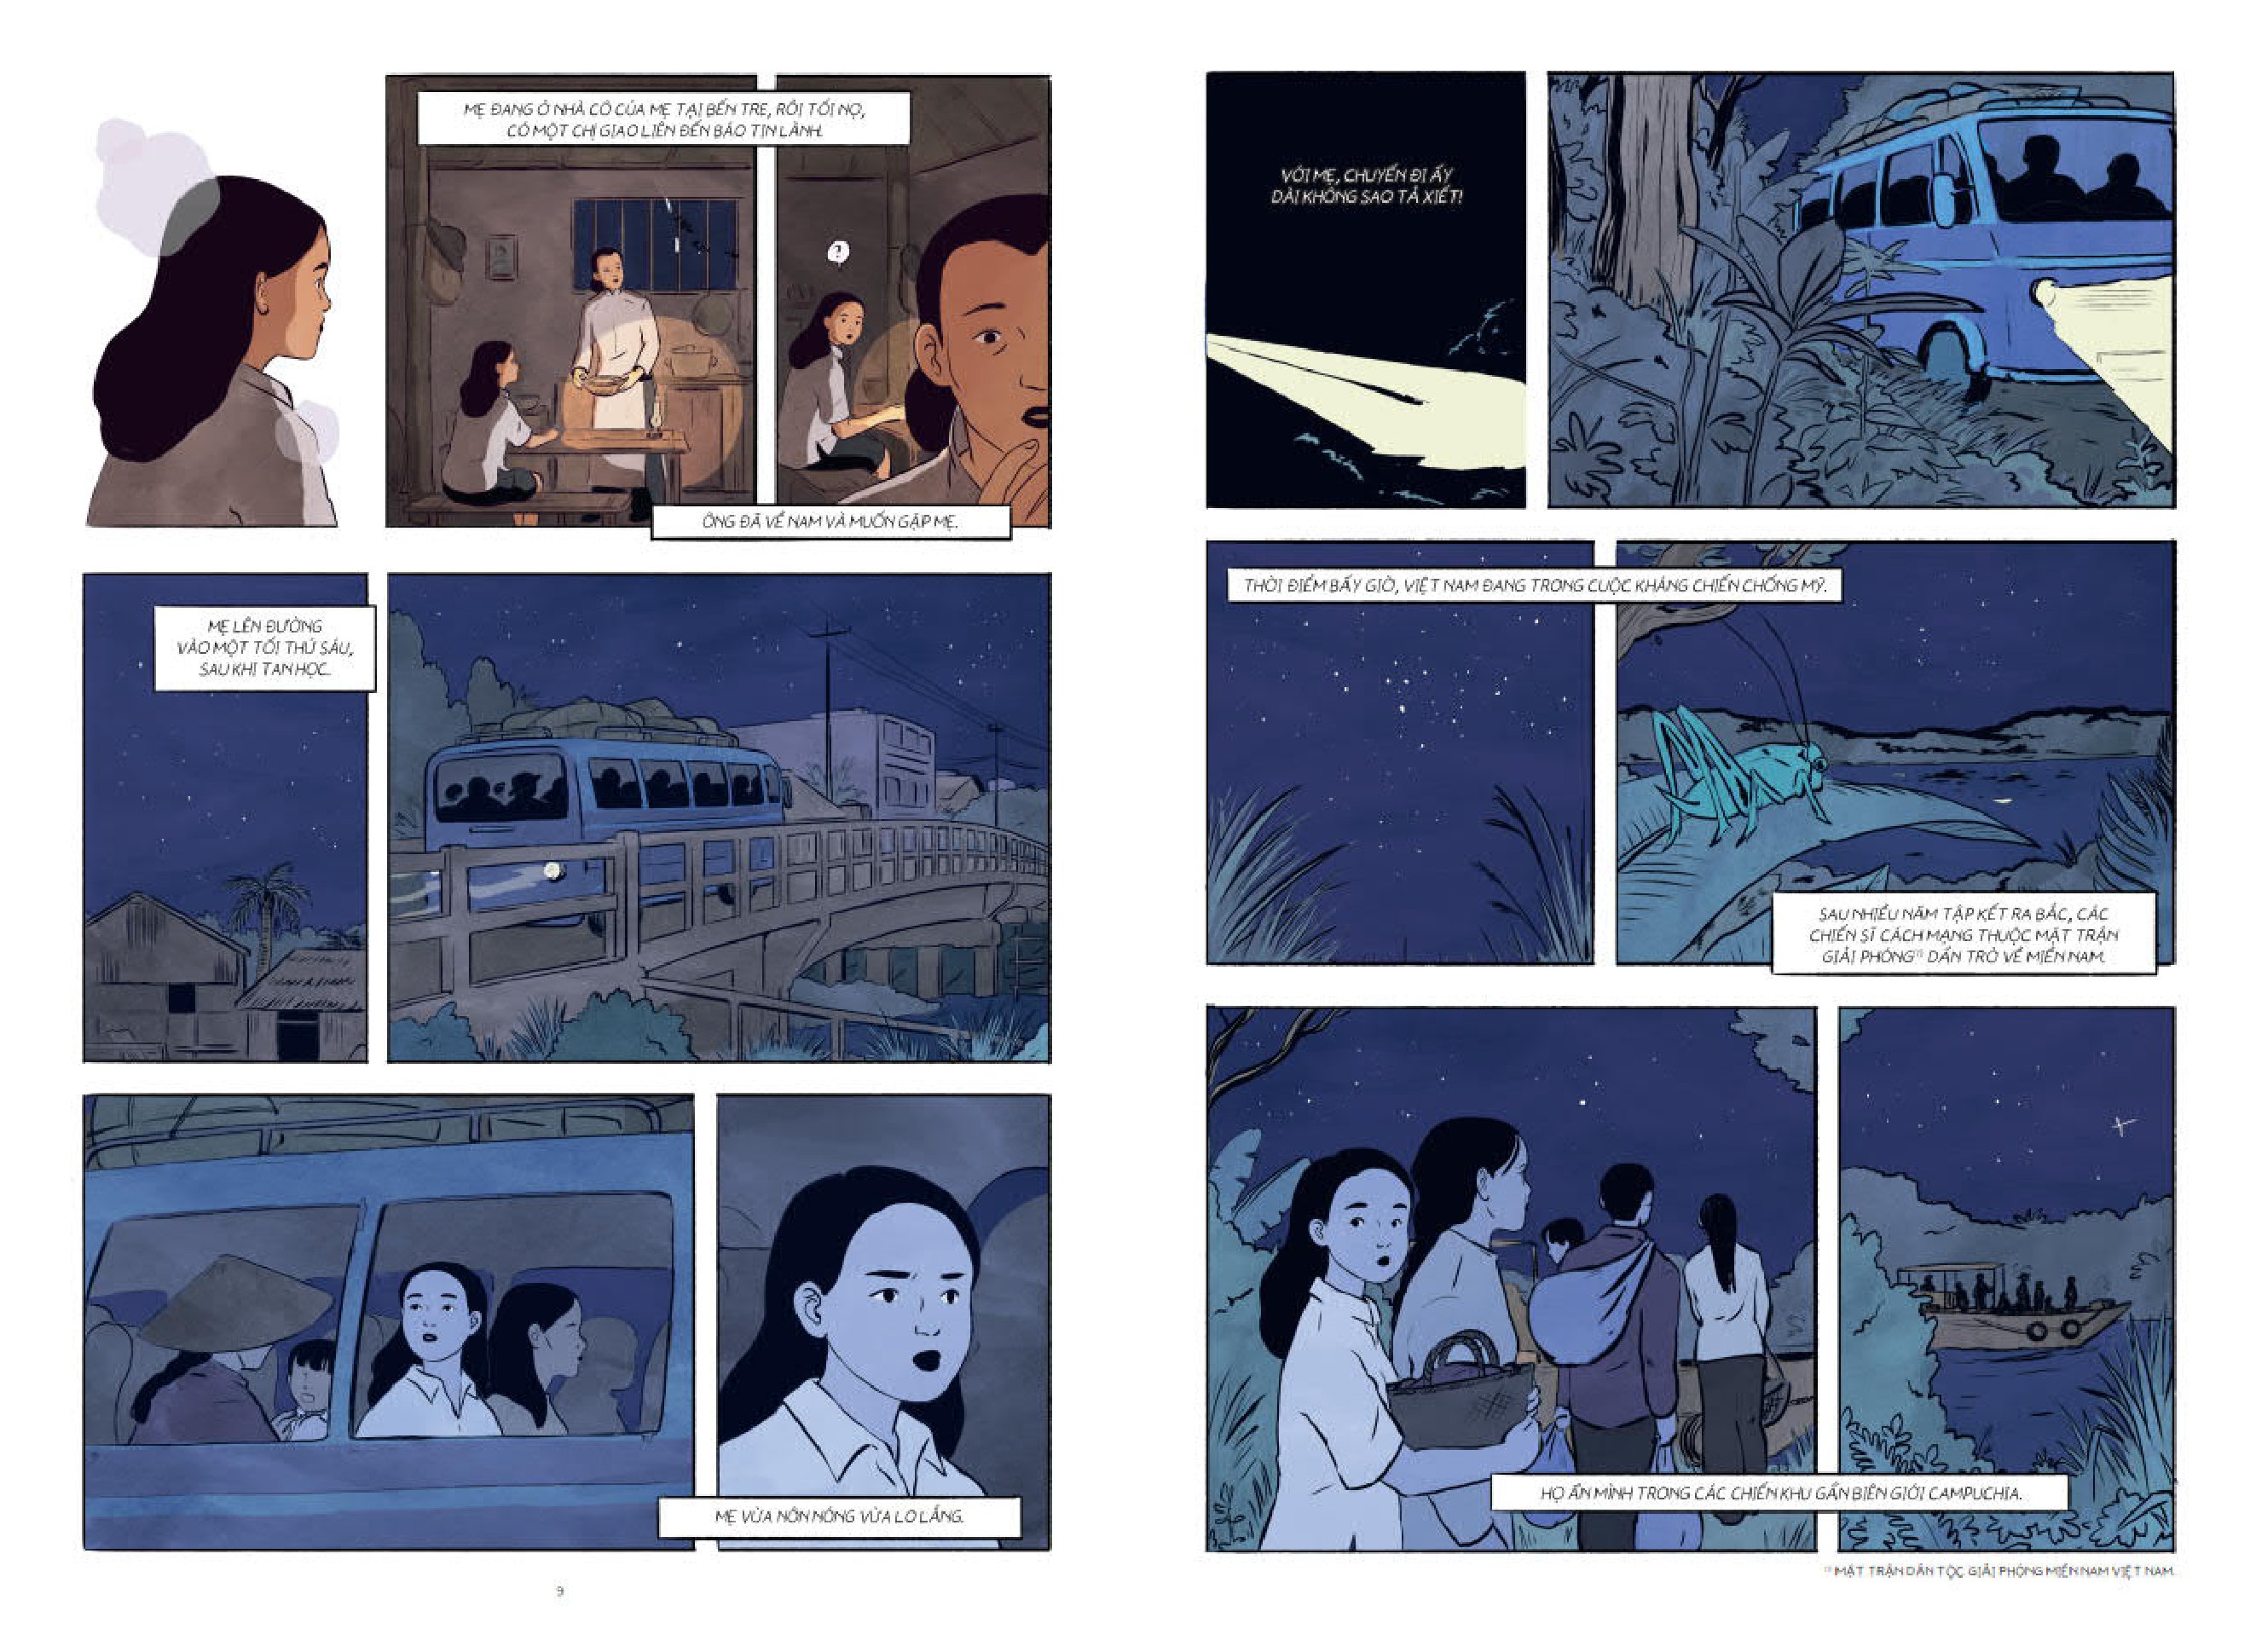 MẸ ĐANG Ở NHÀ CÔ CỦA MẸ TẠI BẾN TRE, RỒI TỐI NỌ,
CÓ MỘT CHỊ GIAO LIÊN ĐẾN BÁO TIN LÀNH.
?
ÔNG ĐÃ VỀ NAM VÀ MUỐN GẶP MẸ.
MẸ LÊN ĐƯỜNG
VÀO MỘT TỐI THỨ SÁU,
SAU KHI TAN HỌC.
MẸ VỪA NÔN NÓNG VỪA LO LẮNG.
9
VỚI MẸ, CHUYẾN ĐI ẤY
DÀI KHÔNG SAO TẢ XIẾT!
THỜI ĐIỂM BẤY GIỜ, VIỆT NAM ĐANG TRONG CUỘC KHÁNG CHIẾN CHỐNG MỸ.
SAU NHIỀU NĂM TẬP KẾT RA BẮC, CÁC
CHIẾN SĨ CÁCH MẠNG THUỘC MẶT TRẬN
GIẢI PHÓNG⁽¹⁾ DẦN TRỞ VỀ MIỀN NAM.
HỌ ẨN MÌNH TRONG CÁC CHIẾN KHU GẦN BIÊN GIỚI CAMPUCHIA.
⁽¹⁾ MẶT TRẬN DÂN TỘC GIẢI PHÓNG MIỀN NAM VIỆT NAM.